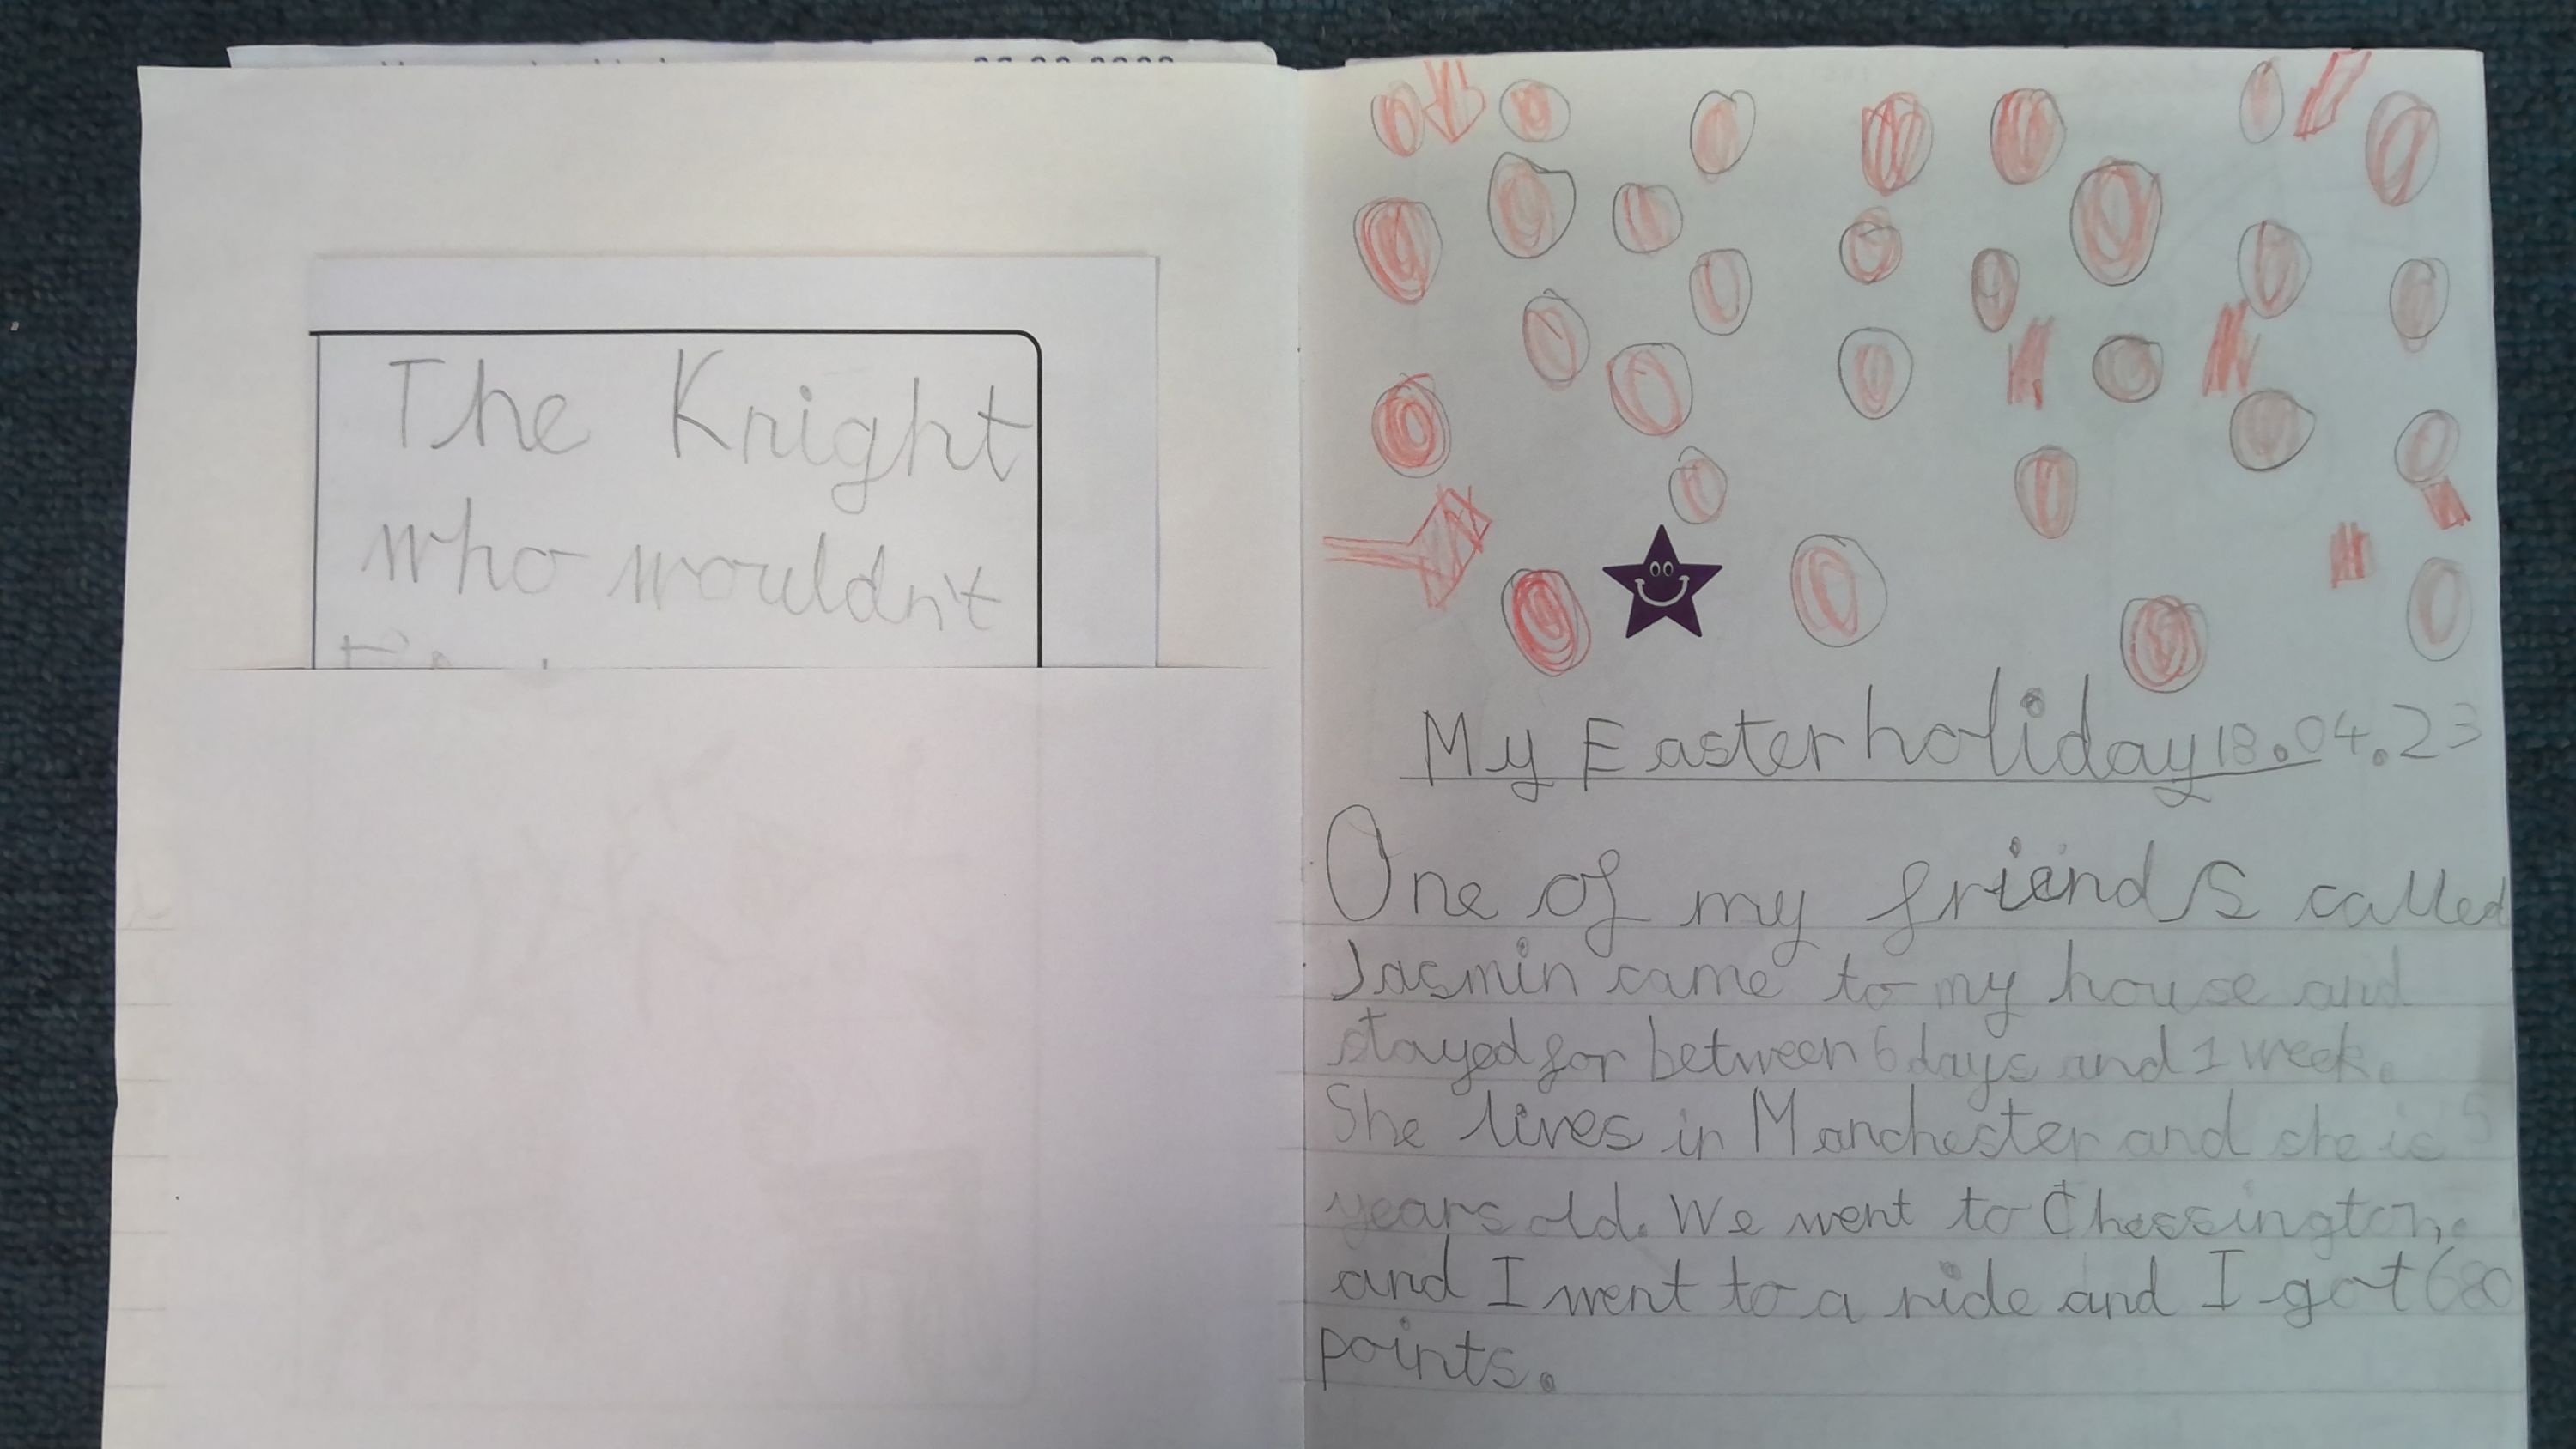 The Knight
who wouldn't
My Easter holiday 18.04.23
One of my friends called
Jasmin came to my house and
stayed for between 6 days and 1 week.
She lives in Manchester and she is 5
years old. We went to Chessington,.
and I went to a ride and I got 680
points.